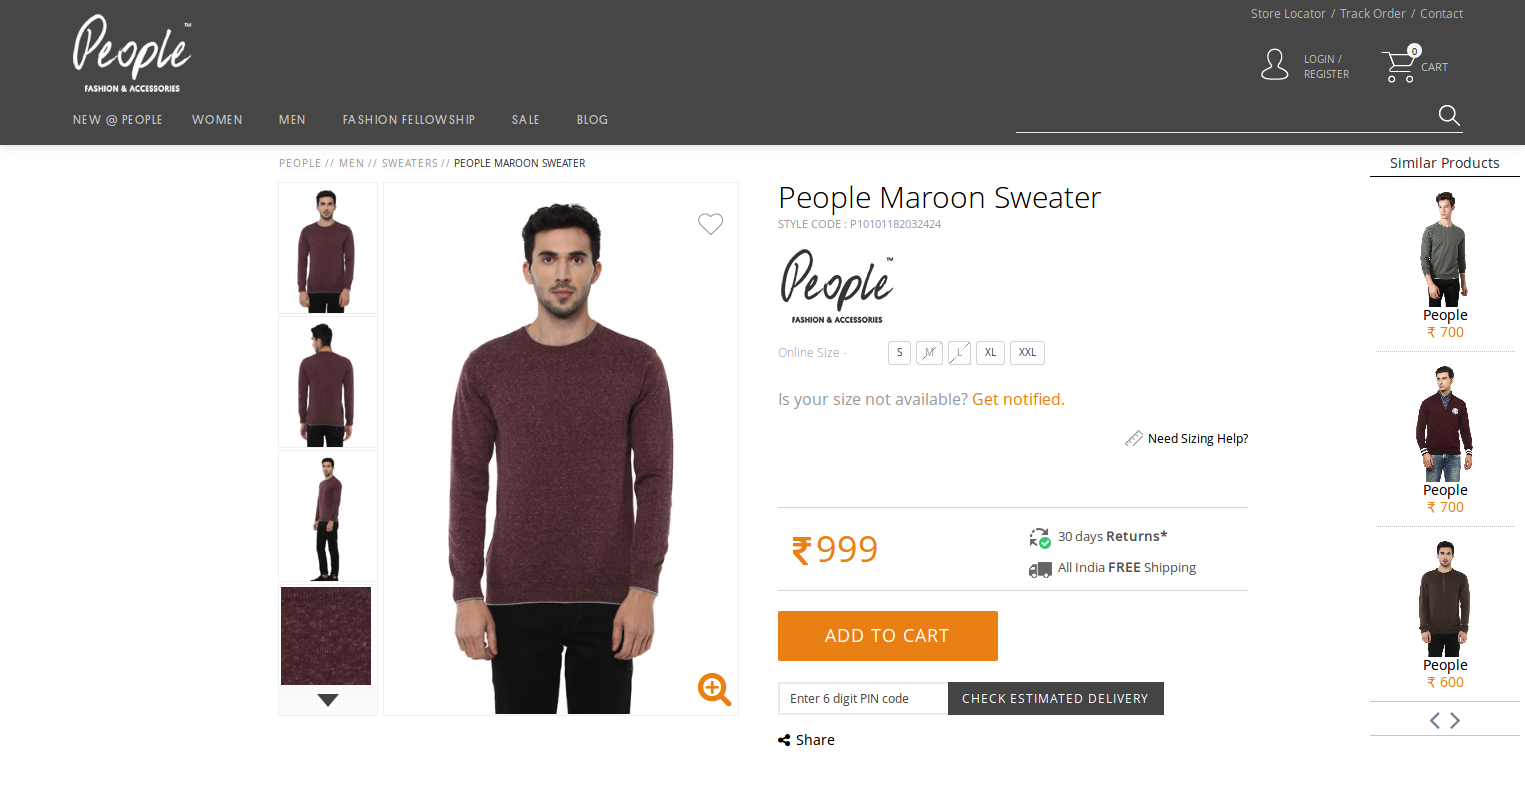 People™
FASHION & ACCESSORIES
Store Locator / Track Order / Contact
LOGIN /
REGISTER
0
CART
NEW @ PEOPLE
WOMEN
MEN
FASHION FELLOWSHIP
SALE
BLOG
PEOPLE // MEN // SWEATERS // PEOPLE MAROON SWEATER
People Maroon Sweater
STYLE CODE : P10101182032424
People™
FASHION & ACCESSORIES
Online Size -
S
M
L
XL
XXL
Is your size not available? Get notified.
Need Sizing Help?
₹999
30 days Returns*
All India FREE Shipping
ADD TO CART
Enter 6 digit PIN code
CHECK ESTIMATED DELIVERY
Share
Similar Products
People
₹ 700
People
₹ 700
People
₹ 600